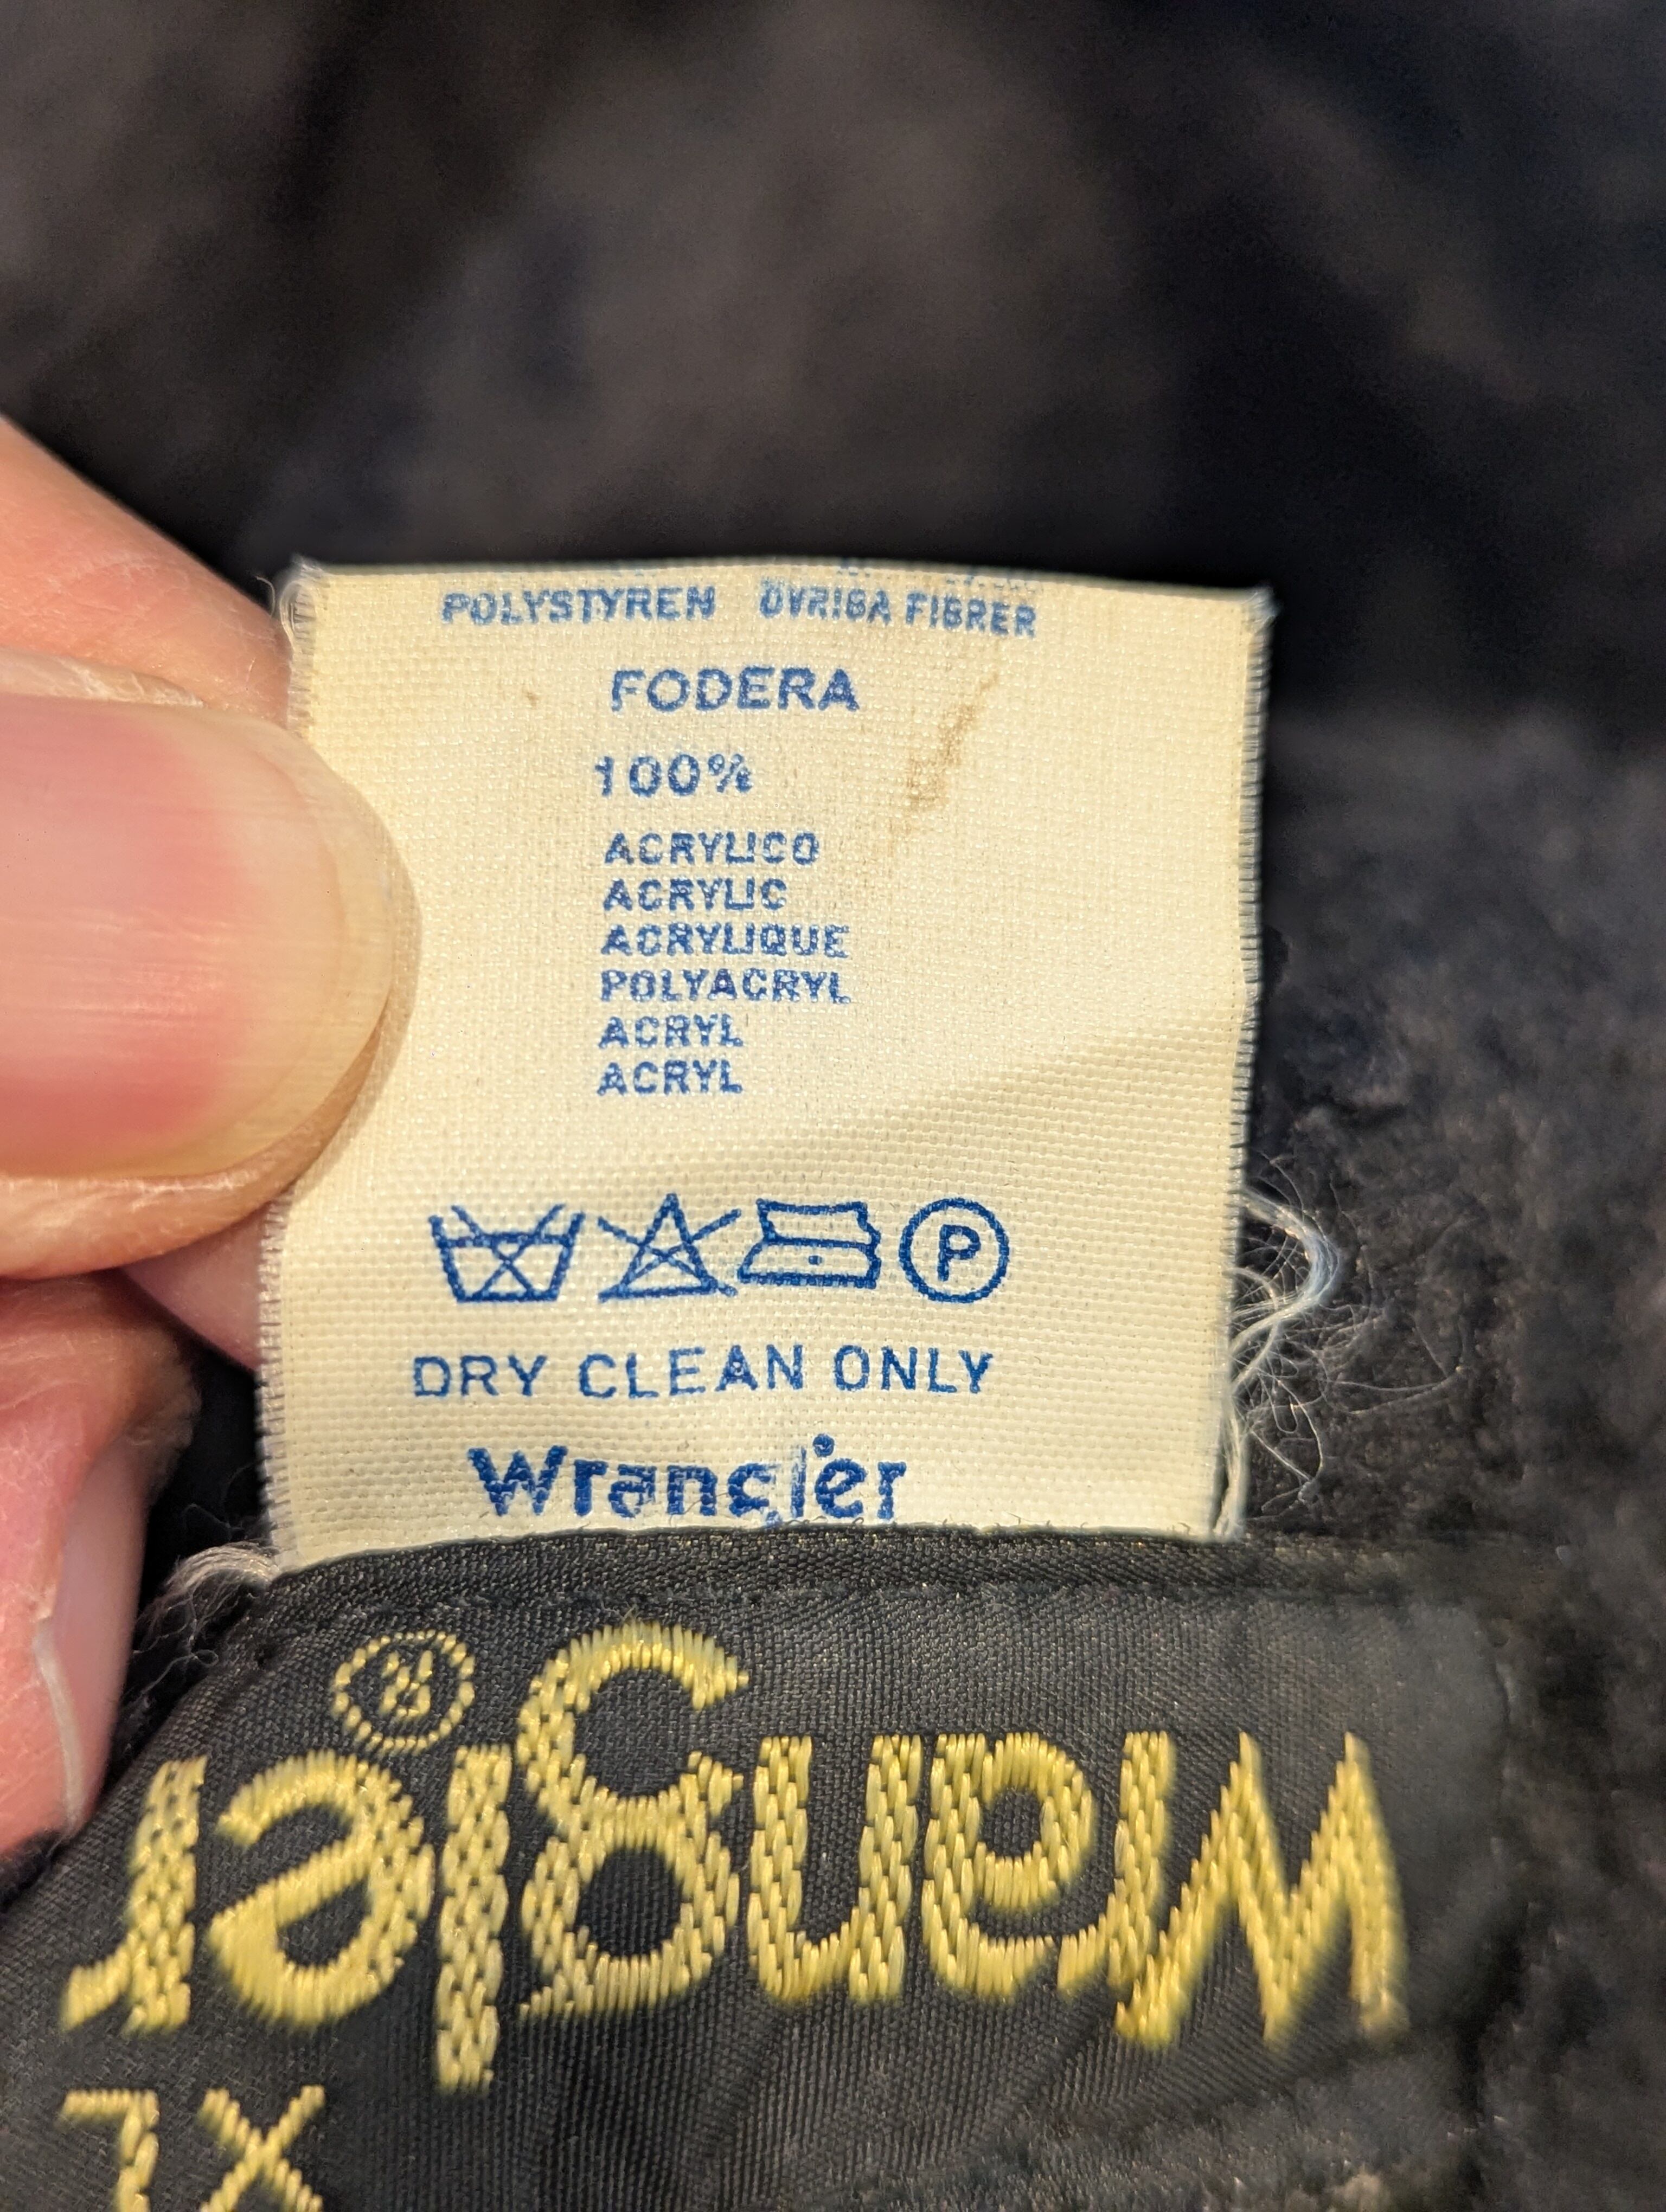 POLYSTYREN ÖVRIGA FIBRER
FODERA
100%
ACRYLICO
ACRYLIC
ACRYLIQUE
POLYACRYL
ACRYL
ACRYL
P
DRY CLEAN ONLY
Wrangler
Wrangler ®
XL